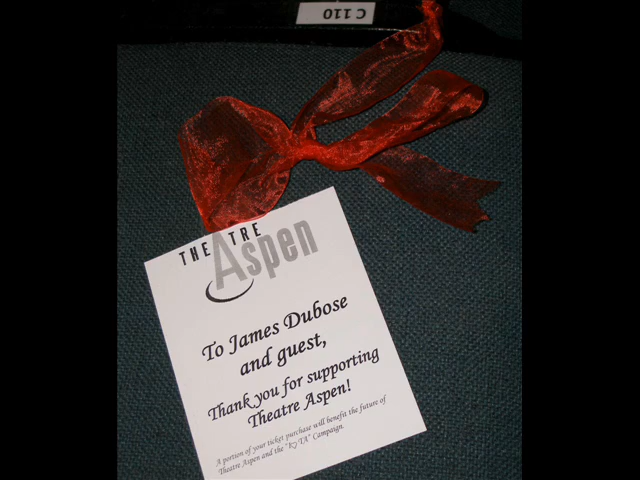 C 110
THEATRE
Aspen
To James Dubose
and guest,
Thank you for supporting
Theatre Aspen!
A portion of your ticket purchase will benefit the future of
Theatre Aspen and the "TA" Campaign.